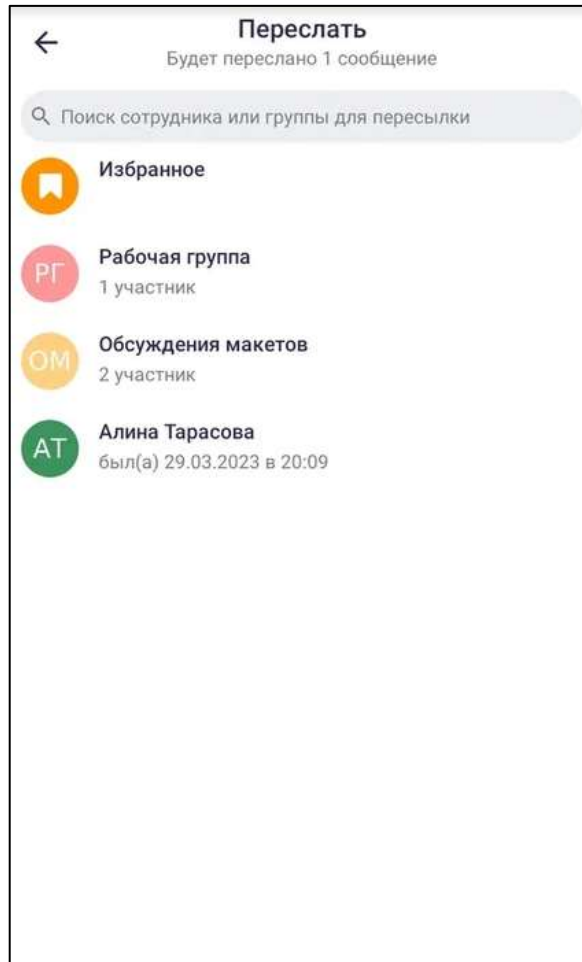 Переслать
Будет переслано 1 сообщение
Поиск сотрудника или группы для пересылки
Избранное
РГ
Рабочая группа
1 участник
ОМ
Обсуждения макетов
2 участник
АТ
Алина Тарасова
был(а) 29.03.2023 в 20:09